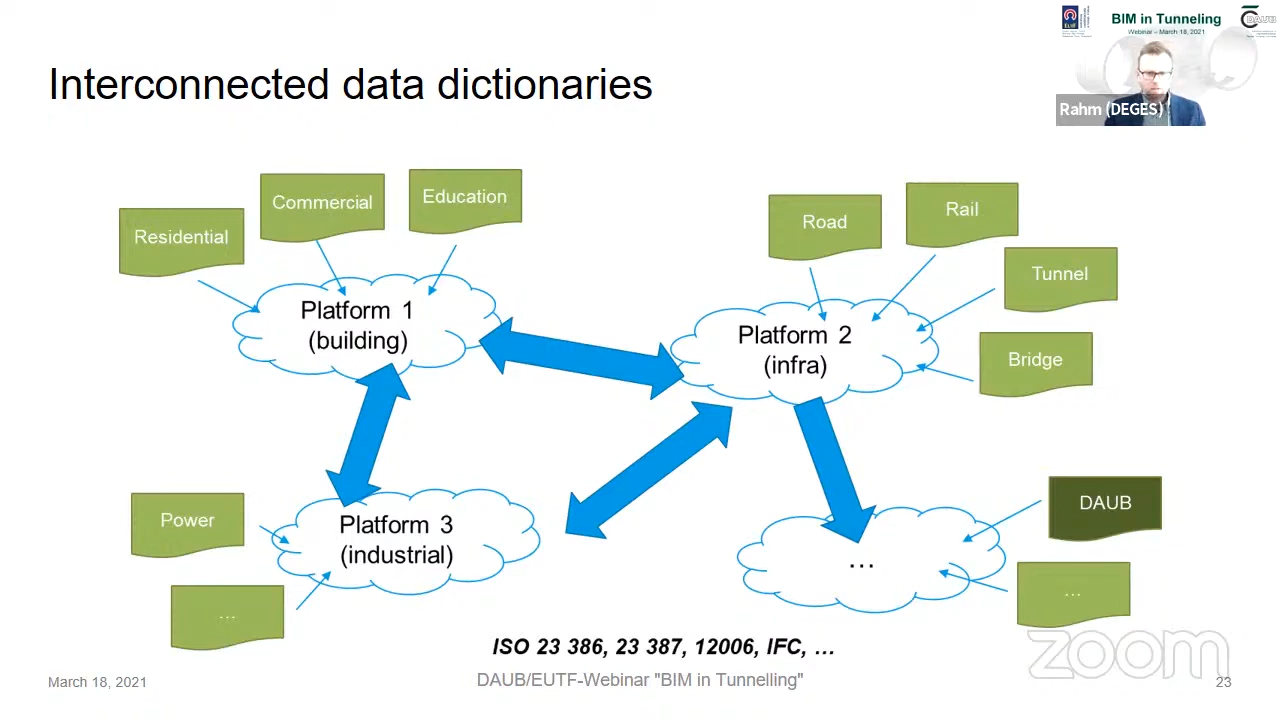 BIM in Tunneling
Webinar – March 18, 2021
DAUB
Rahm (DEGES)
Interconnected data dictionaries
Residential
Commercial
Education
Road
Rail
Tunnel
Bridge
Platform 1
(building)
Platform 2
(infra)
Power
...
Platform 3
(industrial)
...
DAUB
...
ISO 23 386, 23 387, 12006, IFC, ...
March 18, 2021
DAUB/EUTF-Webinar "BIM in Tunnelling"
zoom
23